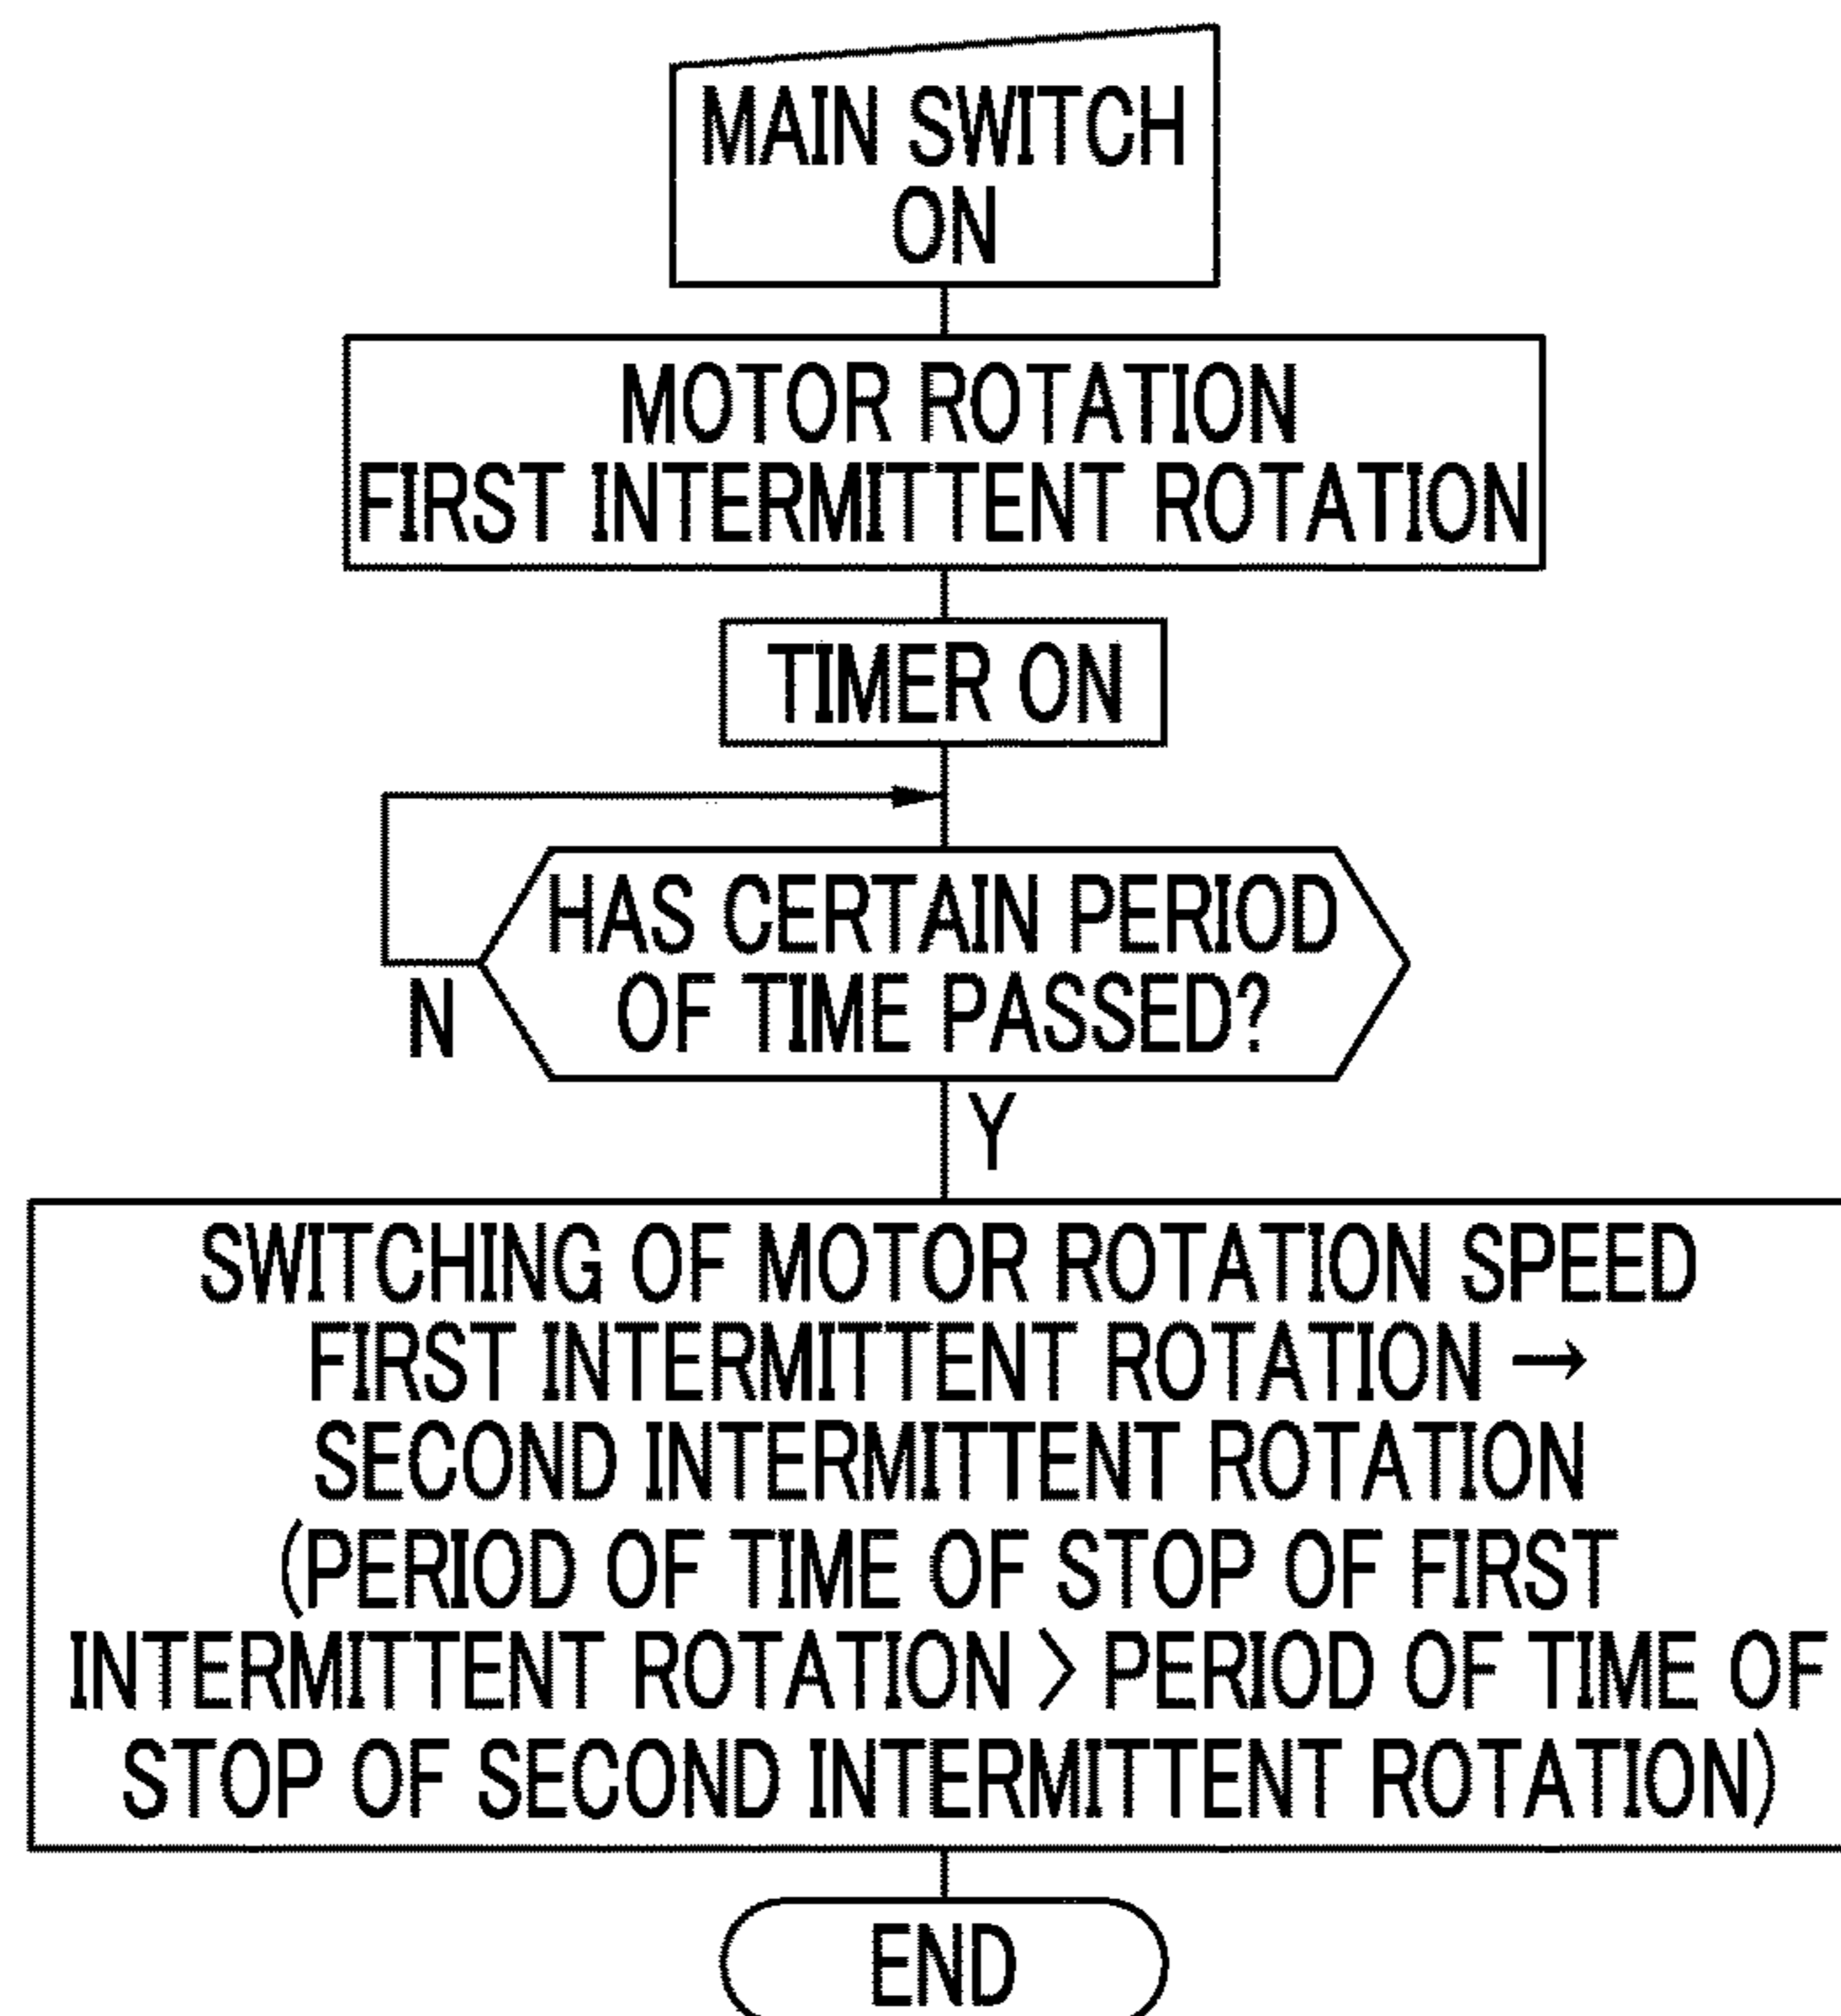 MAIN SWITCH
ON
MOTOR ROTATION
FIRST INTERMITTENT ROTATION
TIMER ON
HAS CERTAIN PERIOD
OF TIME PASSED?
N
Y
SWITCHING OF MOTOR ROTATION SPEED
FIRST INTERMITTENT ROTATION →
SECOND INTERMITTENT ROTATION
(PERIOD OF TIME OF STOP OF FIRST
INTERMITTENT ROTATION > PERIOD OF TIME OF
STOP OF SECOND INTERMITTENT ROTATION)
END